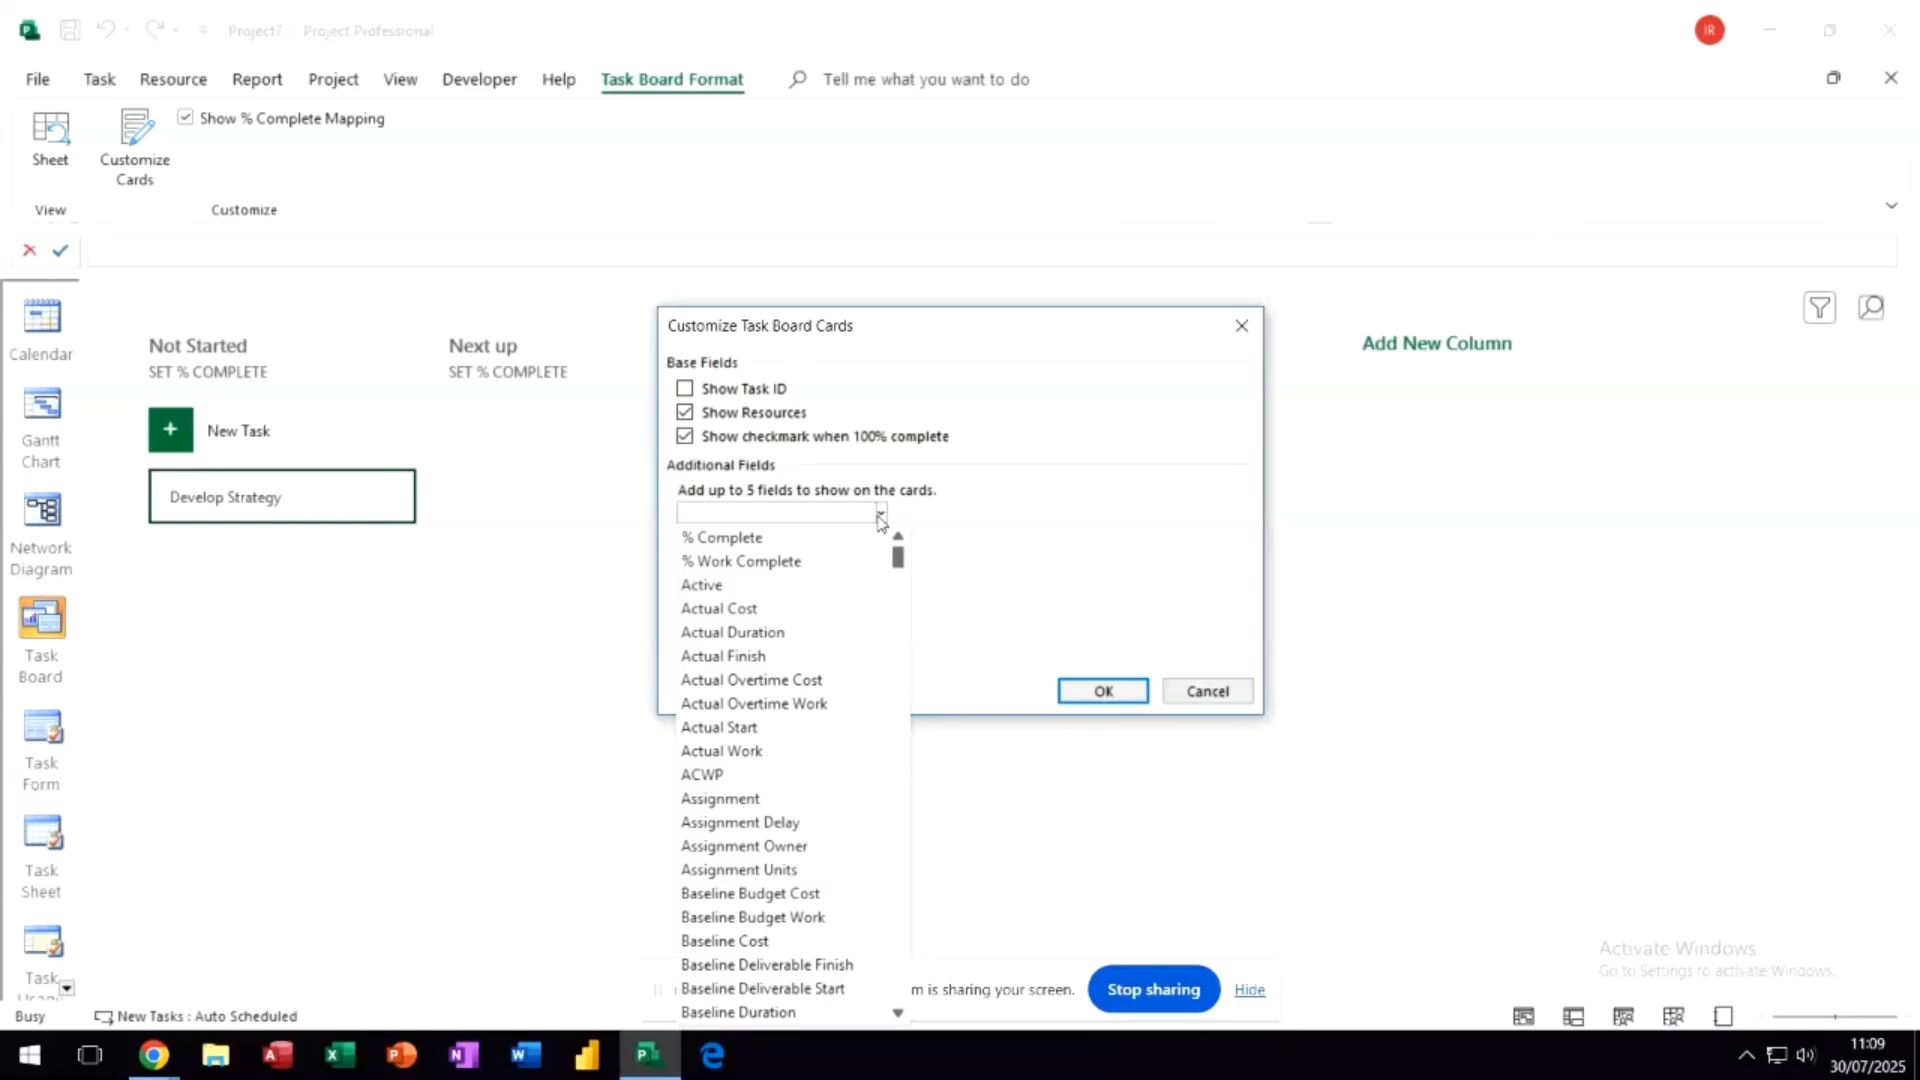 Project7 - Project Professional
IR
File Task Resource Report Project View Developer Help Task Board Format Tell me what you want to do
Show % Complete Mapping
Sheet
Customize
Cards
View
Customize
Calendar
Gantt
Chart
Network
Diagram
Task
Board
Task
Form
Task
Sheet
Task
Not Started
SET % COMPLETE
New Task
Develop Strategy
Next up
SET % COMPLETE
Add New Column
Customize Task Board Cards
Base Fields
Show Task ID
Show Resources
Show checkmark when 100% complete
Additional Fields
Add up to 5 fields to show on the cards.
% Complete
% Work Complete
Active
Actual Cost
Actual Duration
Actual Finish
Actual Overtime Cost
Actual Overtime Work
Actual Start
Actual Work
ACWP
Assignment
Assignment Delay
Assignment Owner
Assignment Units
Baseline Budget Cost
Baseline Budget Work
Baseline Cost
Baseline Deliverable Finish
Baseline Deliverable Start
Baseline Duration
OK Cancel
m is sharing your screen. Stop sharing Hide
Activate Windows
Go to Settings to activate Windows.
Busy New Tasks : Auto Scheduled
11:09
30/07/2025